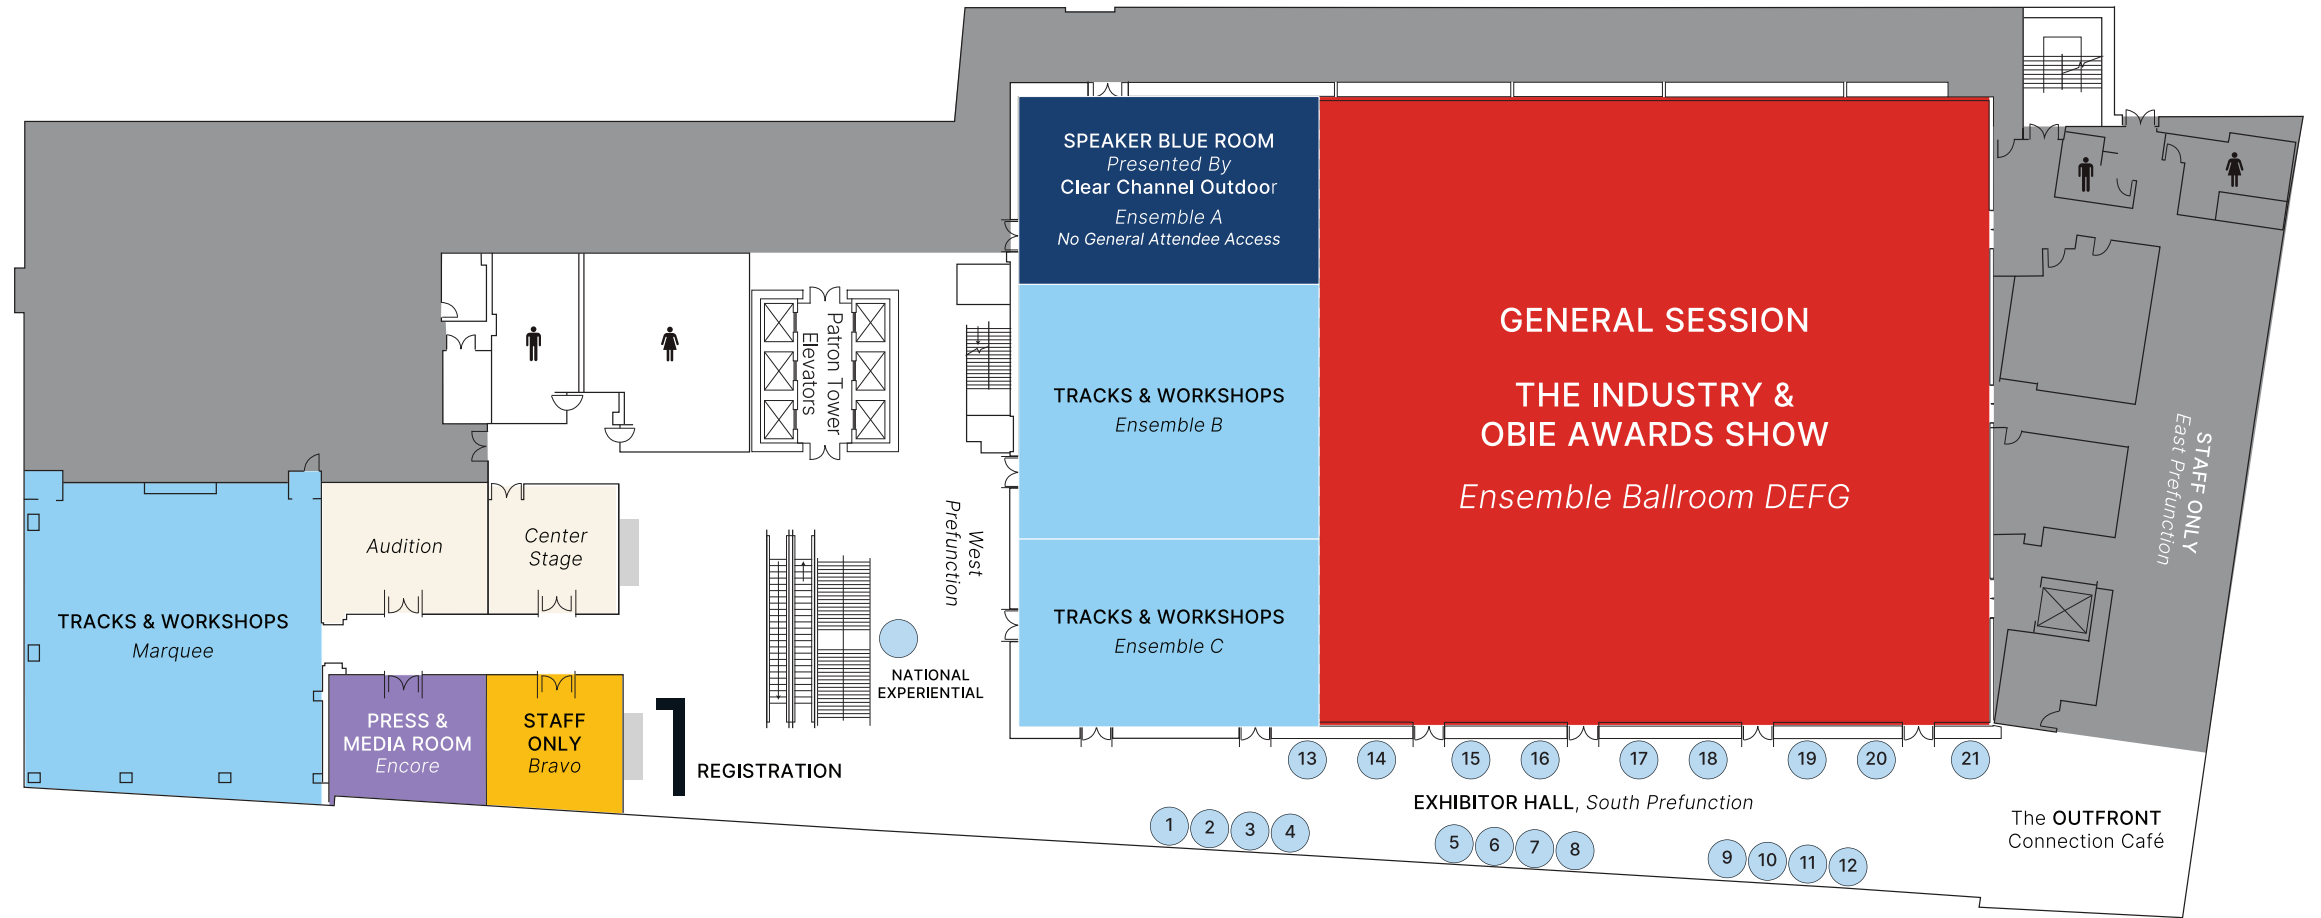 SPEAKER BLUE ROOM
Presented By
Clear Channel Outdoor
Ensemble A
No General Attendee Access
GENERAL SESSION
THE INDUSTRY &
OBIE AWARDS SHOW
Ensemble Ballroom DEFG
TRACKS & WORKSHOPS
Ensemble B
TRACKS & WORKSHOPS
Ensemble C
Patron Tower
Elevators
West
Prefunction
STAFF ONLY
East Prefunction
Audition
Center
Stage
TRACKS & WORKSHOPS
Marquee
NATIONAL
EXPERIENTIAL
PRESS &
MEDIA ROOM
Encore
STAFF
ONLY
Bravo
REGISTRATION
13 14 15 16 17 18 19 20 21
EXHIBITOR HALL, South Prefunction
1 2 3 4 5 6 7 8 9 10 11 12
The OUTFRONT
Connection Café